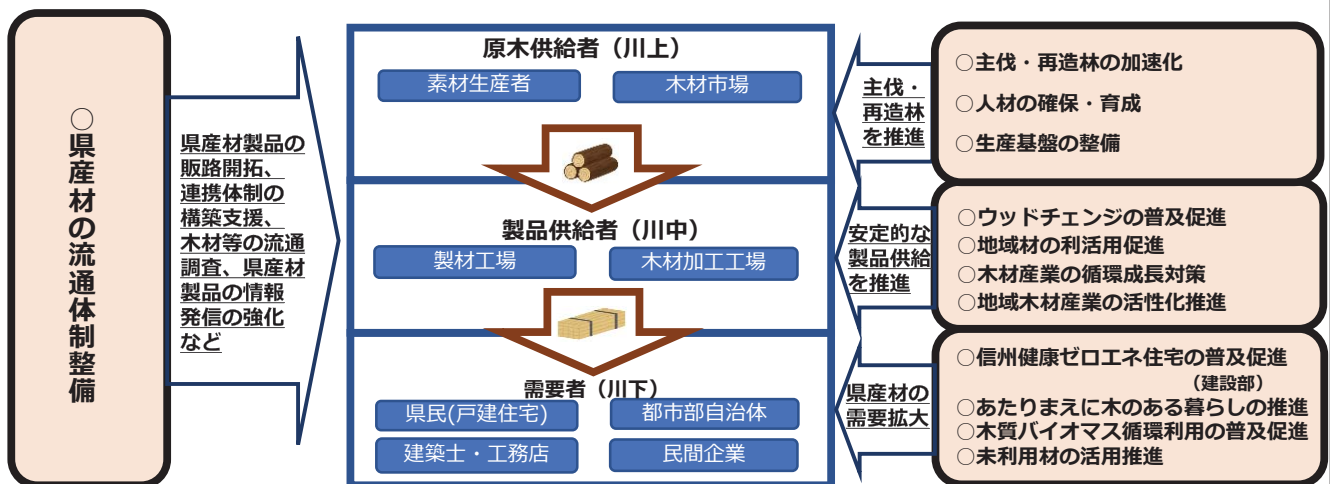 ○県産材の流通体制整備
県産材製品の
販路開拓、
連携体制の
構築支援、
木材等の流通
調査、県産材
製品の情報
発信の強化
など
原木供給者（川上）
素材生産者
木材市場
製品供給者（川中）
製材工場
木材加工工場
需要者（川下）
県民(戸建住宅)
都市部自治体
建築士・工務店
民間企業
主伐・
再造林
を推進
安定的な
製品供給
を推進
県産材の
需要拡大
○主伐・再造林の加速化
○人材の確保・育成
○生産基盤の整備
○ウッドチェンジの普及促進
○地域材の利活用促進
○木材産業の循環成長対策
○地域木材産業の活性化推進
○信州健康ゼロエネ住宅の普及促進
（建設部）
○あたりまえに木のある暮らしの推進
○木質バイオマス循環利用の普及促進
○未利用材の活用推進